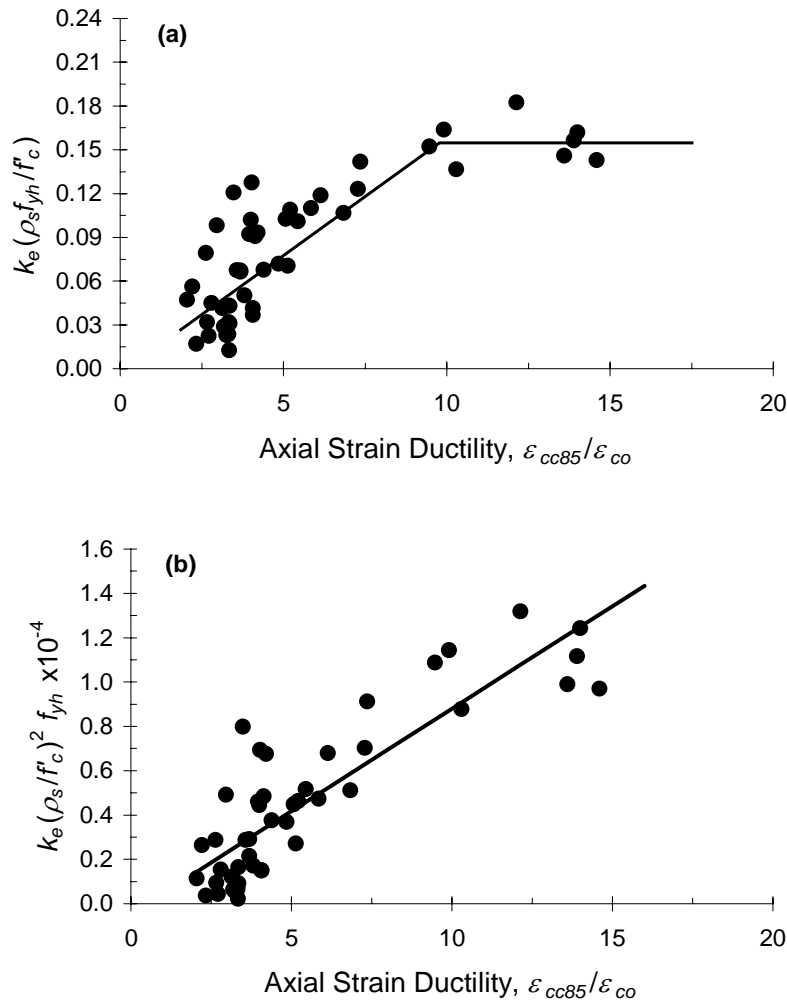 (a)
0.24
0.21
0.18
0.15
0.12
0.09
0.06
0.03
0.00
k_e(ρ_s f_yh/f'_c)
0 5 10 15 20
Axial Strain Ductility, ε_cc85/ε_co
(b)
1.6
1.4
1.2
1.0
0.8
0.6
0.4
0.2
0.0
k_e(ρ_s/f'_c)² f_yh x10⁻⁴
0 5 10 15 20
Axial Strain Ductility, ε_cc85/ε_co